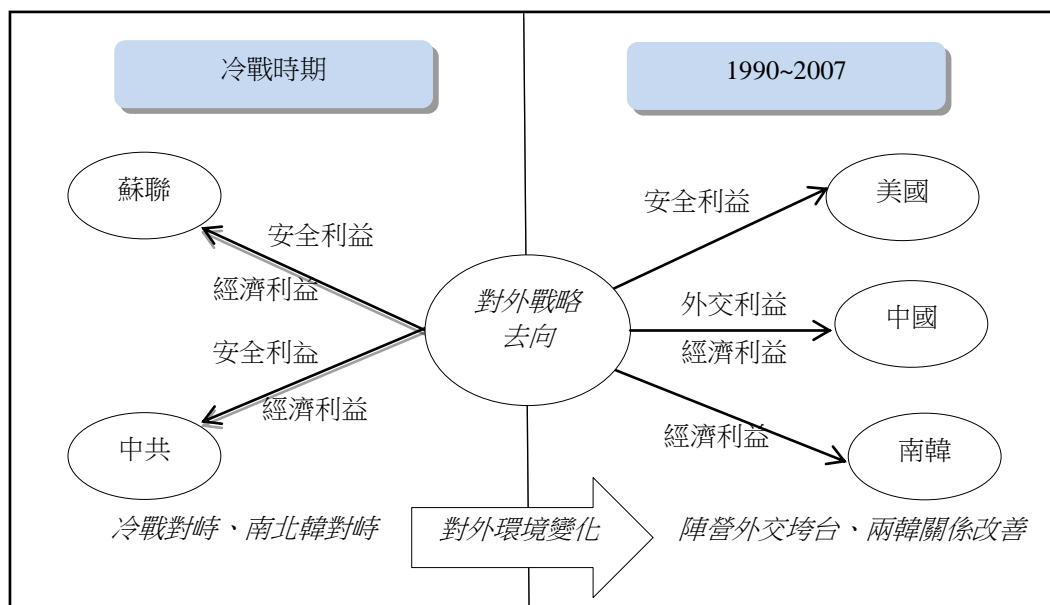 冷戰時期
蘇聯
安全利益
經濟利益
安全利益
經濟利益
中共
冷戰對峙、南北韓對峙
對外戰略
去向
對外環境變化
1990~2007
安全利益
美國
外交利益
經濟利益
中國
經濟利益
南韓
陣營外交垮台、兩韓關係改善